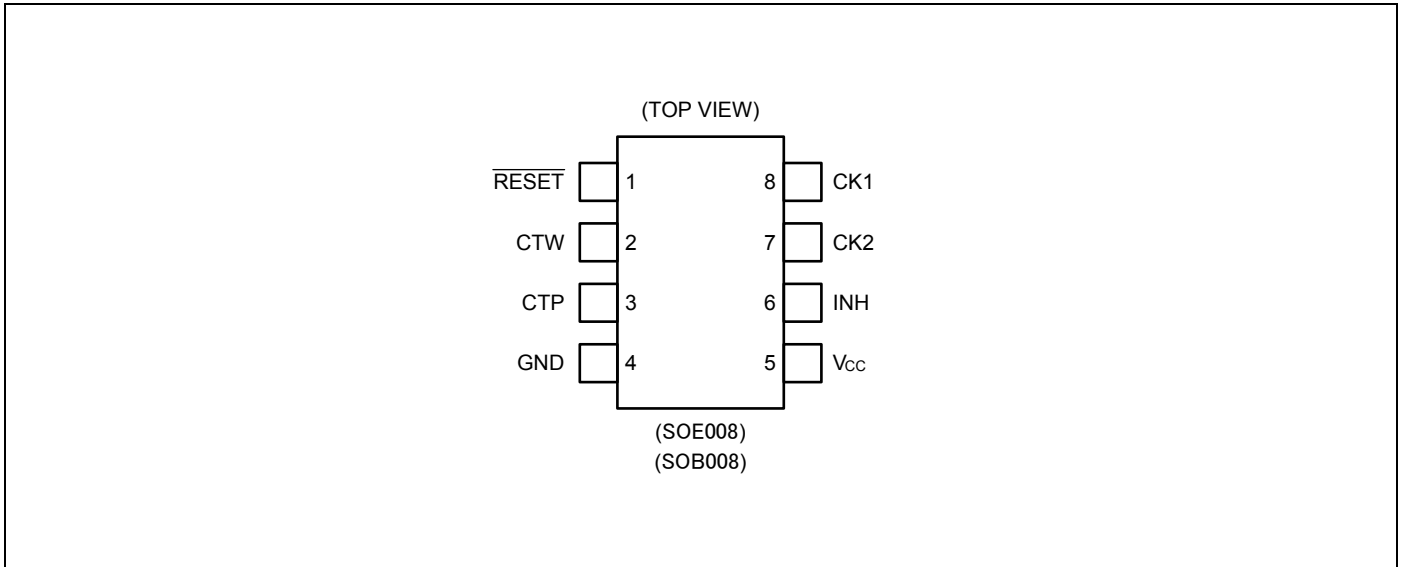 (TOP VIEW)
RESET 1 8 CK1
CTW 2 7 CK2
CTP 3 6 INH
GND 4 5 VCC
(SOE008)
(SOB008)